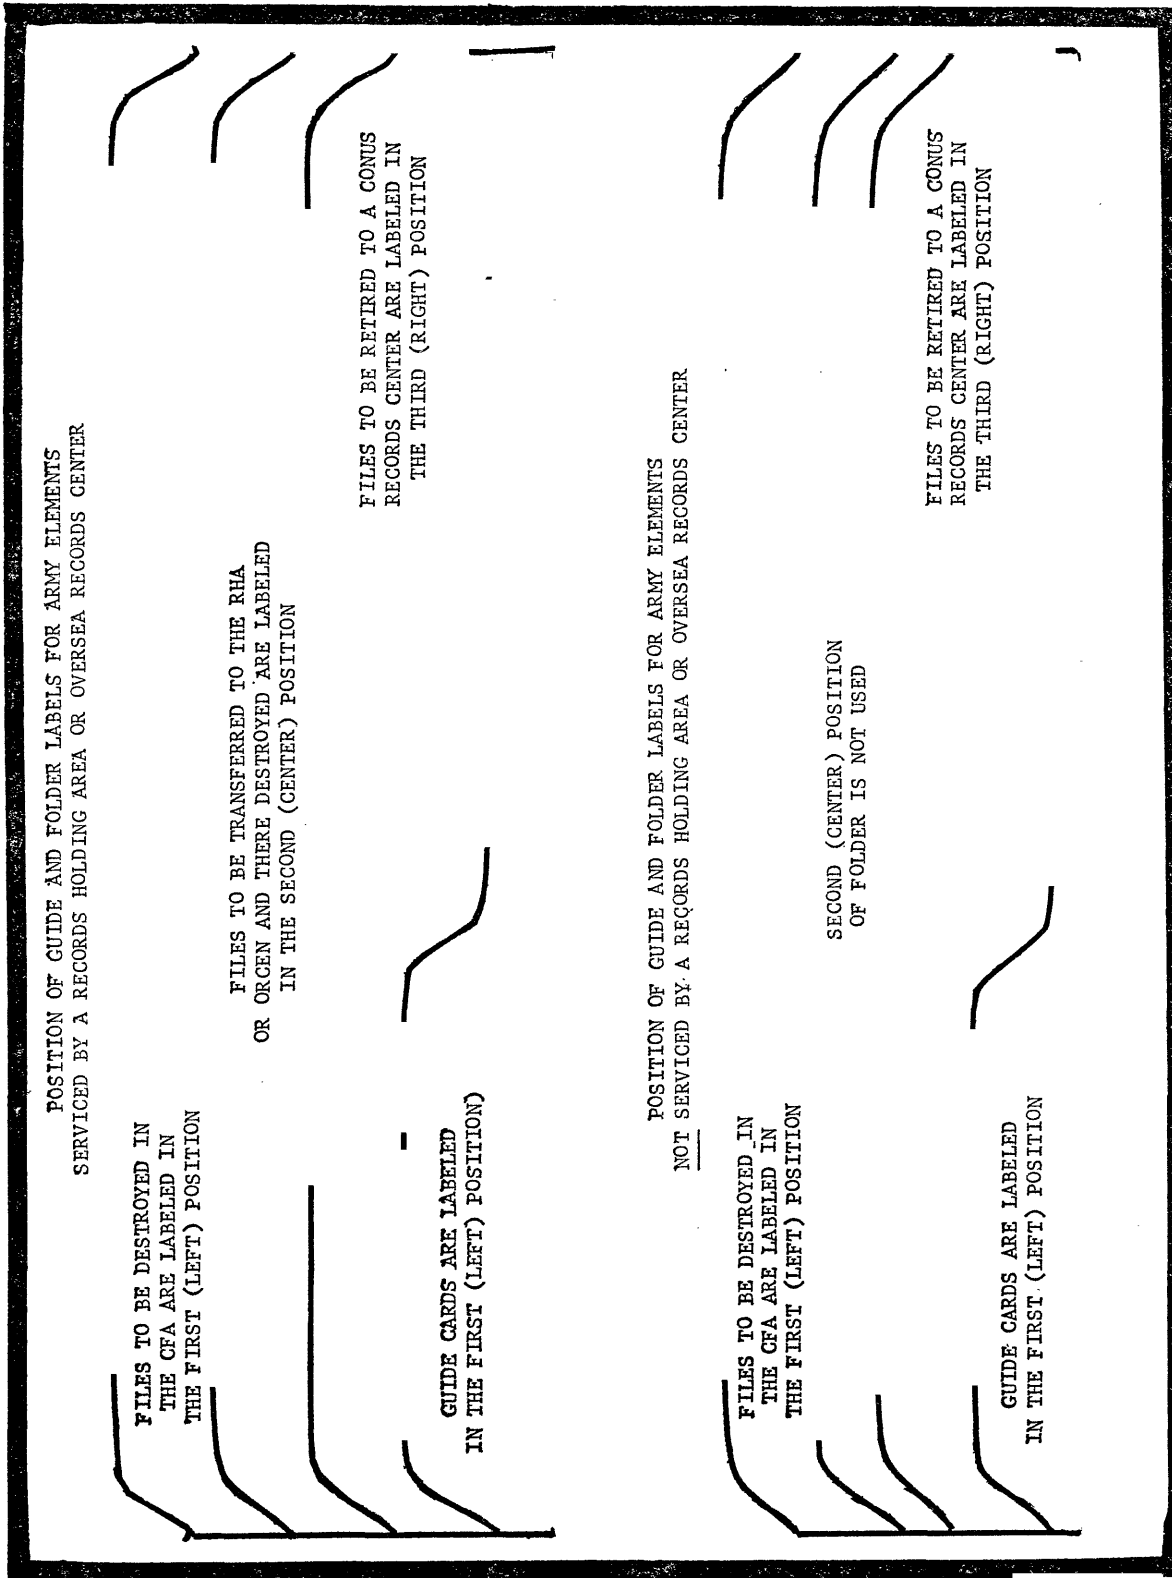 POSITION OF GUIDE AND FOLDER LABELS FOR ARMY ELEMENTS
SERVICED BY A RECORDS HOLDING AREA OR OVERSEA RECORDS CENTER
FILES TO BE DESTROYED IN
THE CFA ARE LABELED IN
THE FIRST (LEFT) POSITION
FILES TO BE TRANSFERRED TO THE RHA
OR ORCEN AND THERE DESTROYED ARE LABELED
IN THE SECOND (CENTER) POSITION
FILES TO BE RETIRED TO A CONUS
RECORDS CENTER ARE LABELED IN
THE THIRD (RIGHT) POSITION
GUIDE CARDS ARE LABELED
IN THE FIRST (LEFT) POSITION)
POSITION OF GUIDE AND FOLDER LABELS FOR ARMY ELEMENTS
NOT SERVICED BY A RECORDS HOLDING AREA OR OVERSEA RECORDS CENTER
FILES TO BE DESTROYED IN
THE CFA ARE LABELED IN
THE FIRST (LEFT) POSITION
SECOND (CENTER) POSITION
OF FOLDER IS NOT USED
FILES TO BE RETIRED TO A CONUS
RECORDS CENTER ARE LABELED IN
THE THIRD (RIGHT) POSITION
GUIDE CARDS ARE LABELED
IN THE FIRST (LEFT) POSITION